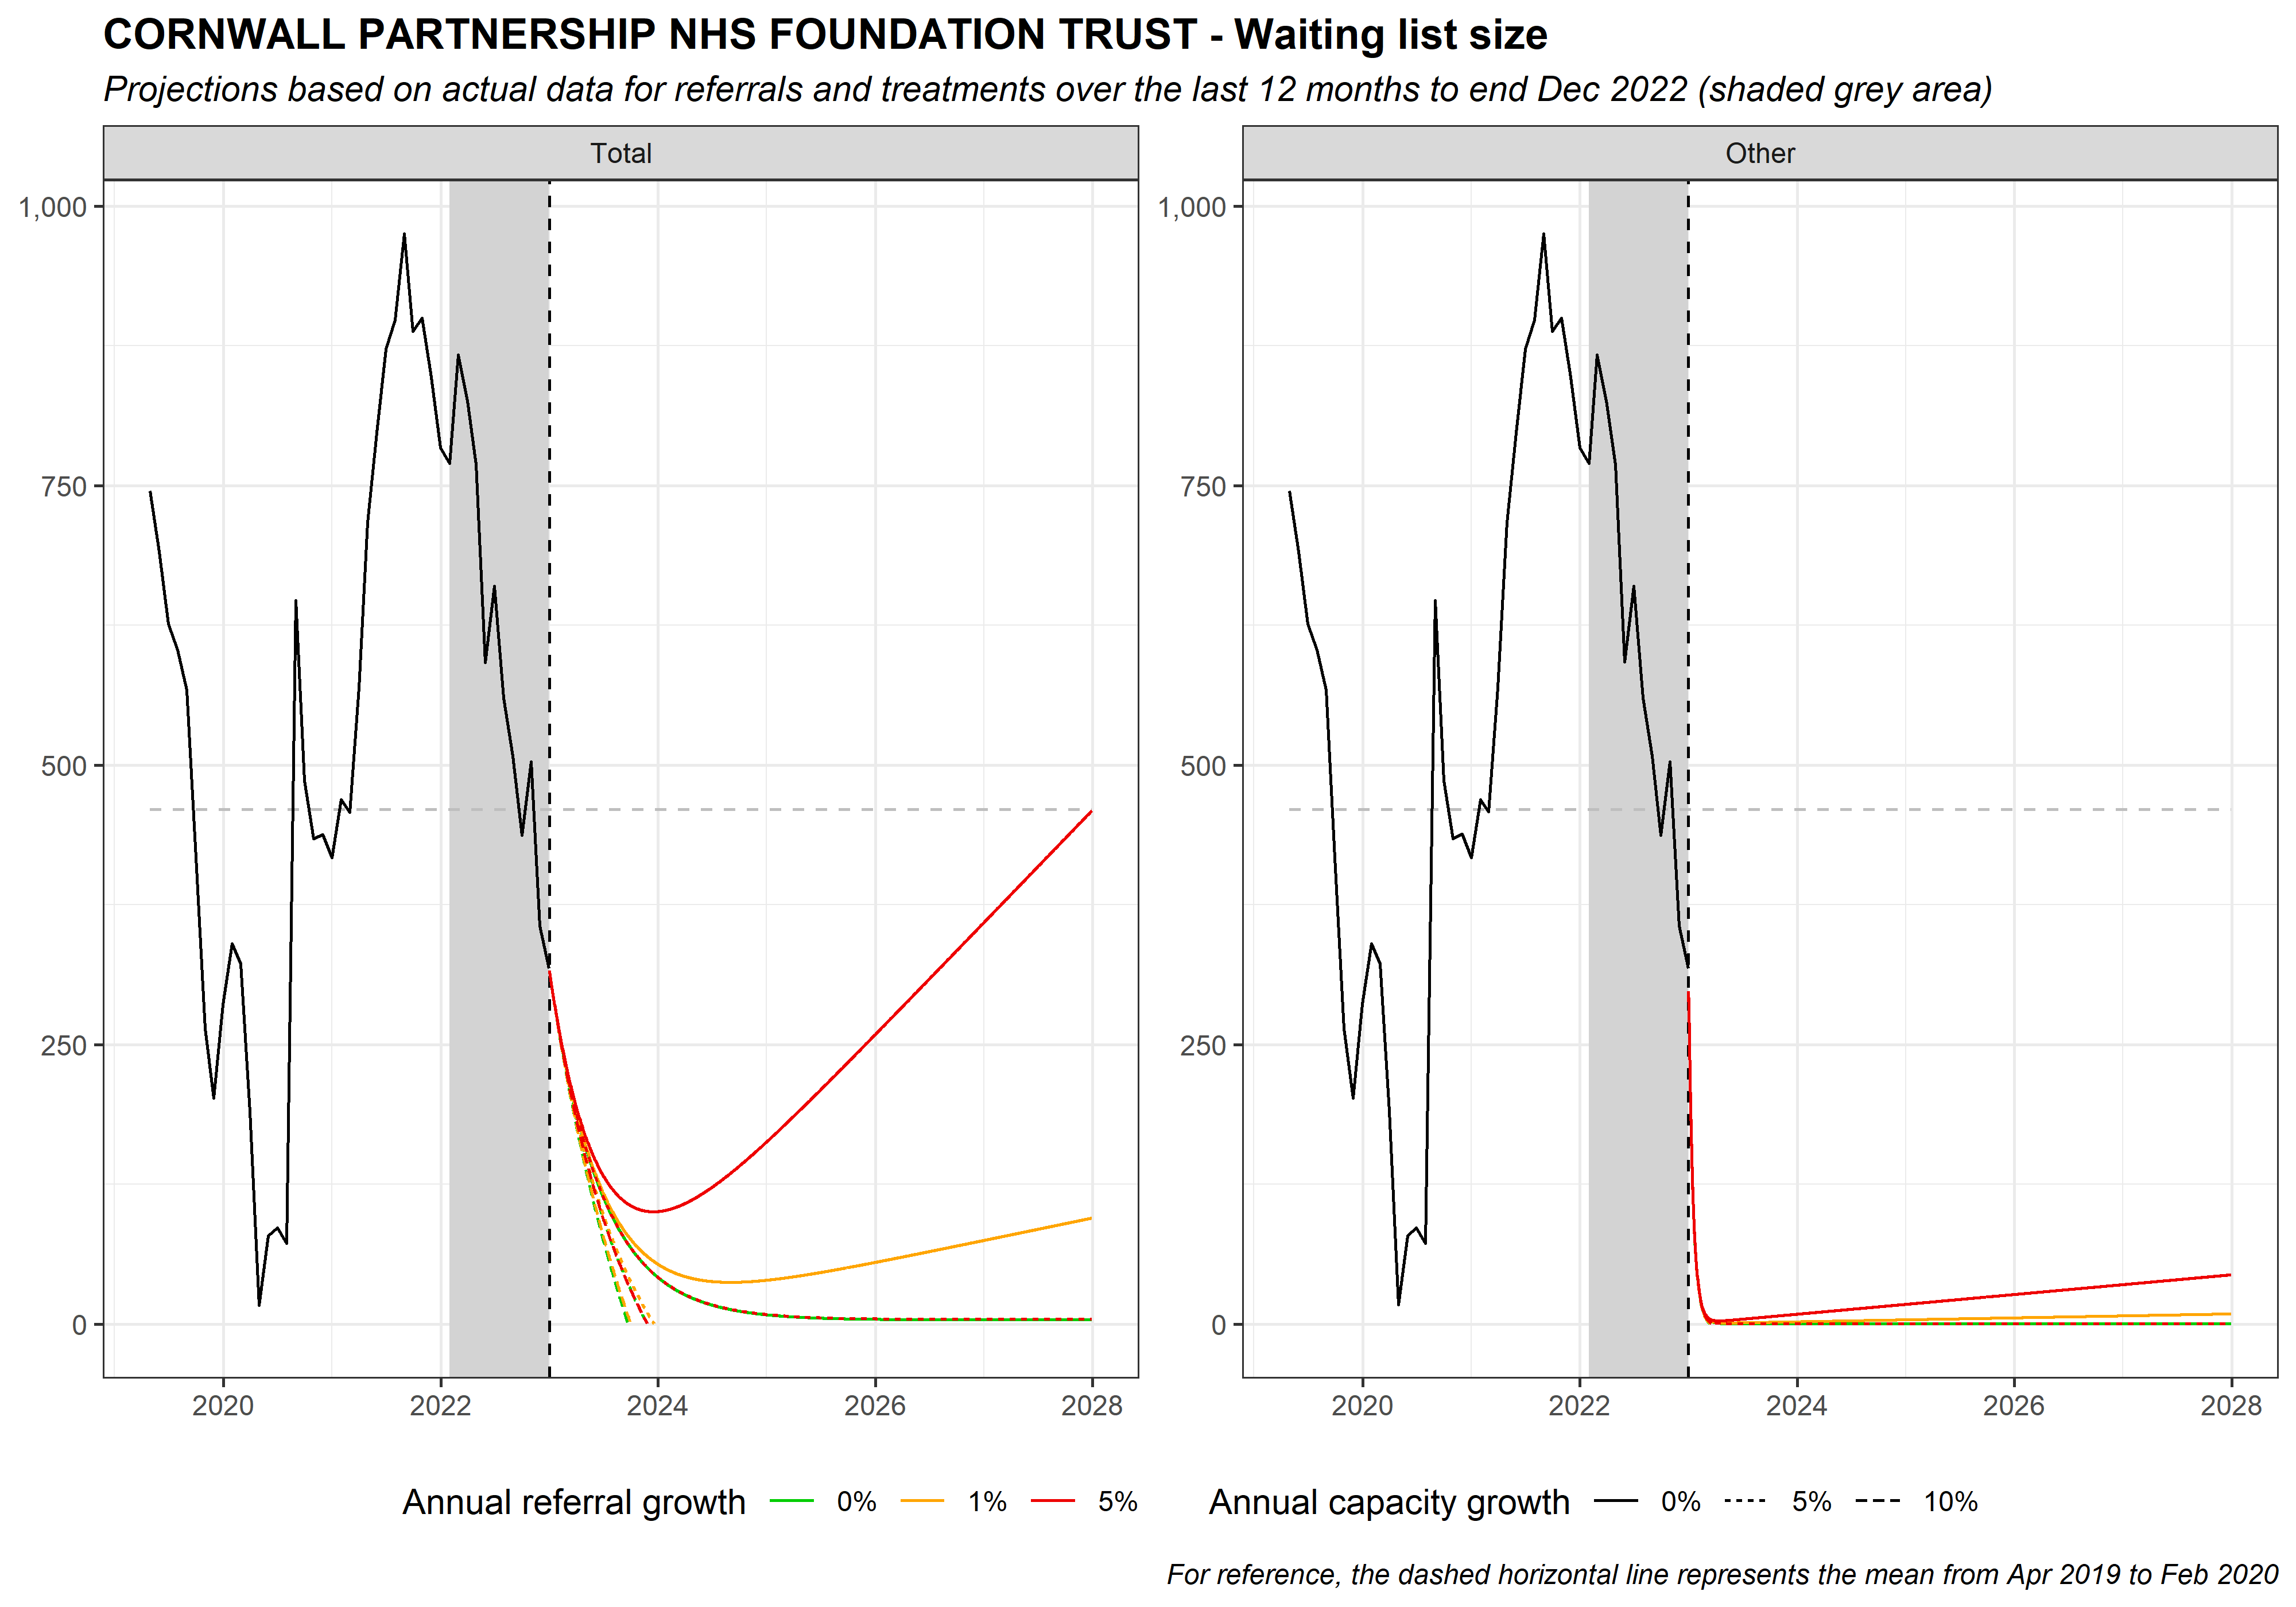 CORNWALL PARTNERSHIP NHS FOUNDATION TRUST - Waiting list size
Projections based on actual data for referrals and treatments over the last 12 months to end Dec 2022 (shaded grey area)
Total
Other
1,000
750
500
250
0
1,000
750
500
250
0
2020 2022 2024 2026 2028
2020 2022 2024 2026 2028
Annual referral growth 0% 1% 5%
Annual capacity growth 0% 5% 10%
For reference, the dashed horizontal line represents the mean from Apr 2019 to Feb 2020